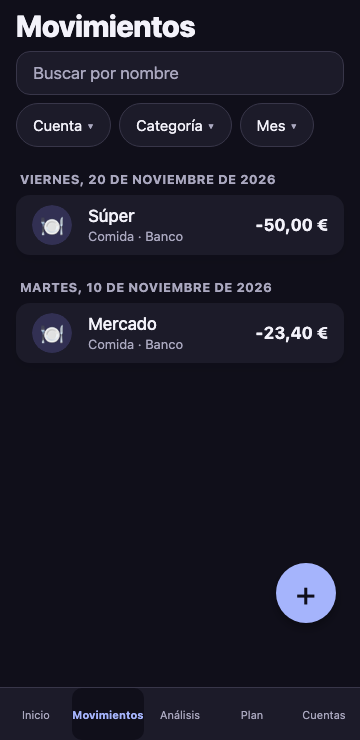 Movimientos
Buscar por nombre
Cuenta ▾ Categoría ▾ Mes ▾
VIERNES, 20 DE NOVIEMBRE DE 2026
Súper
-50,00 €
Comida · Banco
MARTES, 10 DE NOVIEMBRE DE 2026
Mercado
-23,40 €
Comida · Banco
+
Inicio Movimientos Análisis Plan Cuentas